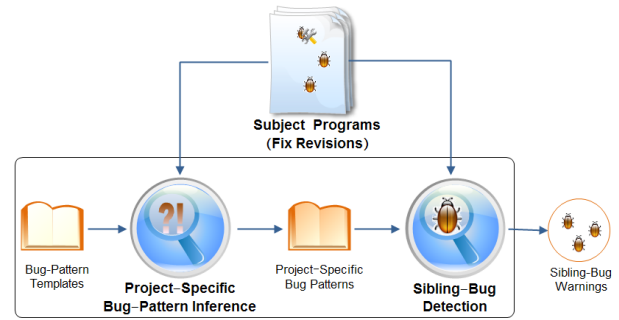 Subject Programs
(Fix Revisions)
?!
Bug-Pattern
Templates
Project-Specific
Bug-Pattern Inference
Project-Specific
Bug Patterns
Sibling-Bug
Detection
Sibling-Bug
Warnings